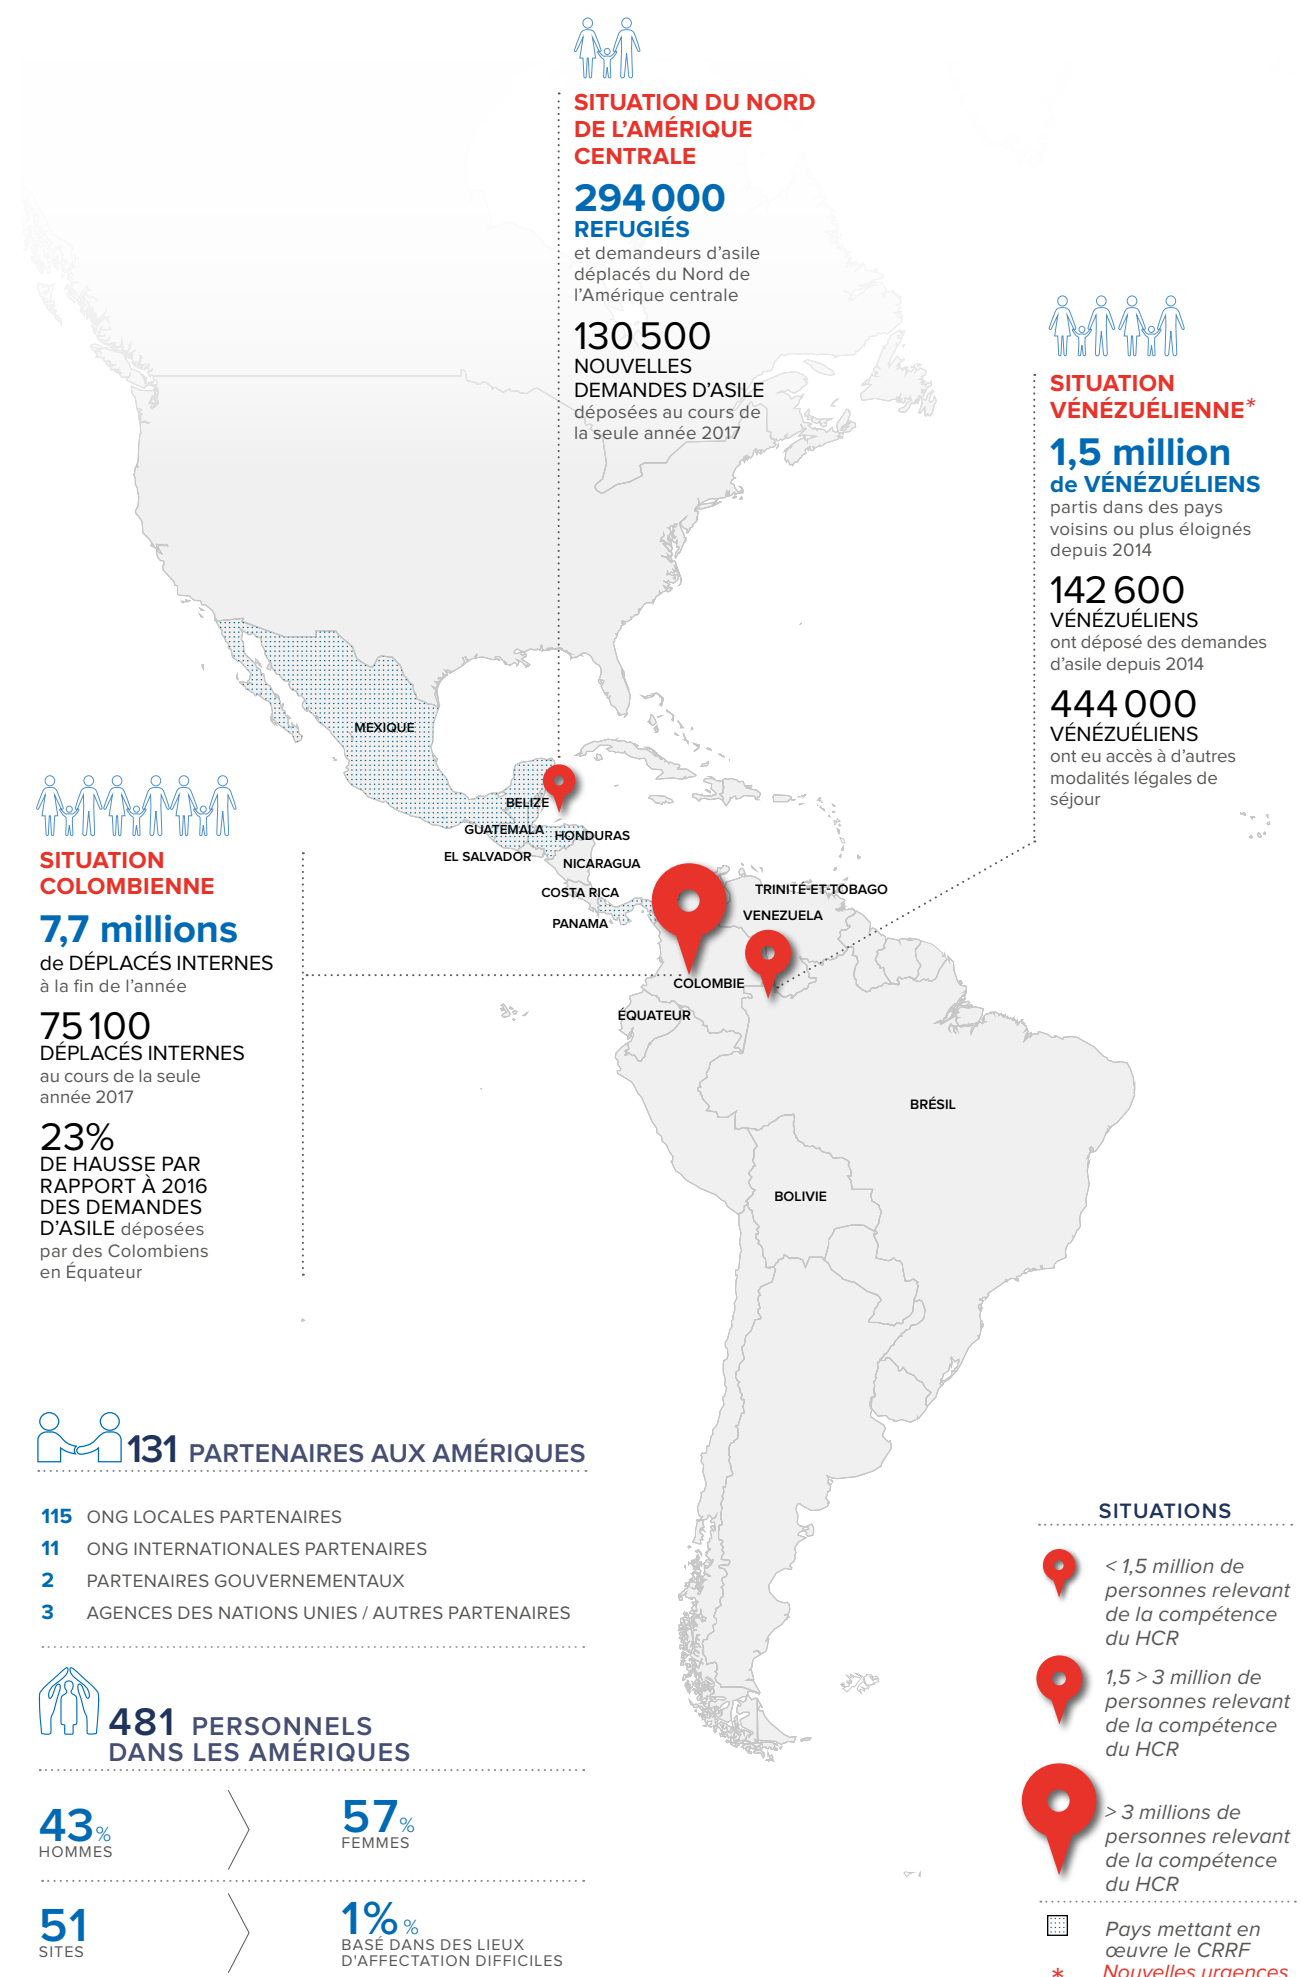 SITUATION DU NORD
DE L'AMÉRIQUE
CENTRALE
294 000
REFUGIÉS
et demandeurs d'asile
déplacés du Nord de
l'Amérique centrale
130 500
NOUVELLES
DEMANDES D'ASILE
déposées au cours de
la seule année 2017
SITUATION
VÉNÉZUÉLIENNE*
1,5 million
de VÉNÉZUÉLIENS
partis dans des pays
voisins ou plus éloignés
depuis 2014
142 600
VÉNÉZUÉLIENS
ont déposé des demandes
d'asile depuis 2014
444 000
VÉNÉZUÉLIENS
ont eu accès à d'autres
modalités légales de
séjour
MEXIQUE
BELIZE
GUATEMALA
HONDURAS
EL SALVADOR
NICARAGUA
COSTA RICA
PANAMA
TRINITÉ-ET-TOBAGO
VENEZUELA
COLOMBIE
ÉQUATEUR
BRÉSIL
BOLIVIE
SITUATION
COLOMBIENNE
7,7 millions
de DÉPLACÉS INTERNES
à la fin de l'année
75 100
DÉPLACÉS INTERNES
au cours de la seule
année 2017
23%
DE HAUSSE PAR
RAPPORT À 2016
DES DEMANDES
D'ASILE déposées
par des Colombiens
en Équateur
131 PARTENAIRES AUX AMÉRIQUES
115 ONG LOCALES PARTENAIRES
11 ONG INTERNATIONALES PARTENAIRES
2 PARTENAIRES GOUVERNEMENTAUX
3 AGENCES DES NATIONS UNIES / AUTRES PARTENAIRES
481 PERSONNELS
DANS LES AMÉRIQUES
43%
HOMMES
57%
FEMMES
51
SITES
1% %
BASÉ DANS DES LIEUX
D'AFFECTATION DIFFICILES
SITUATIONS
< 1,5 million de
personnes relevant
de la compétence
du HCR
1,5 > 3 million de
personnes relevant
de la compétence
du HCR
> 3 millions de
personnes relevant
de la compétence
du HCR
Pays mettant en
œuvre le CRRF
* Nouvelles urgences